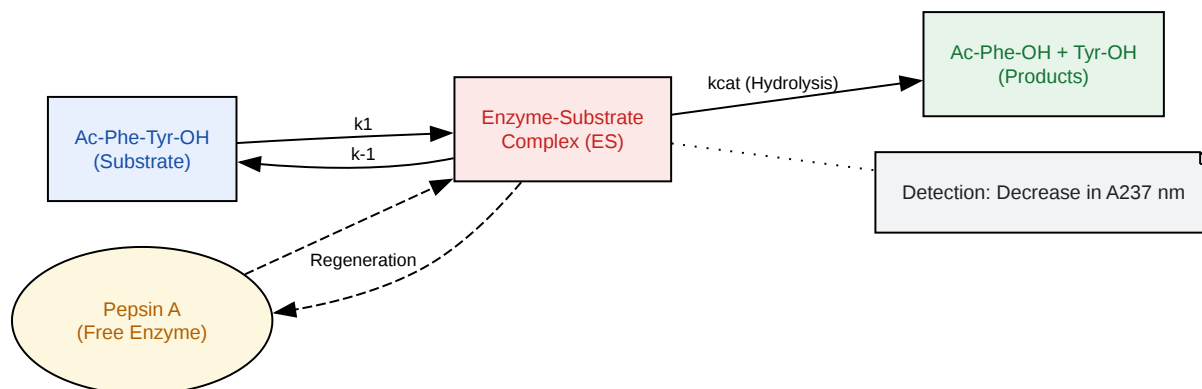 Ac-Phe-Tyr-OH
(Substrate)
k1
k-1
Enzyme-Substrate
Complex (ES)
kcat (Hydrolysis)
Ac-Phe-OH + Tyr-OH
(Products)
Detection: Decrease in A237 nm
Regeneration
Pepsin A
(Free Enzyme)